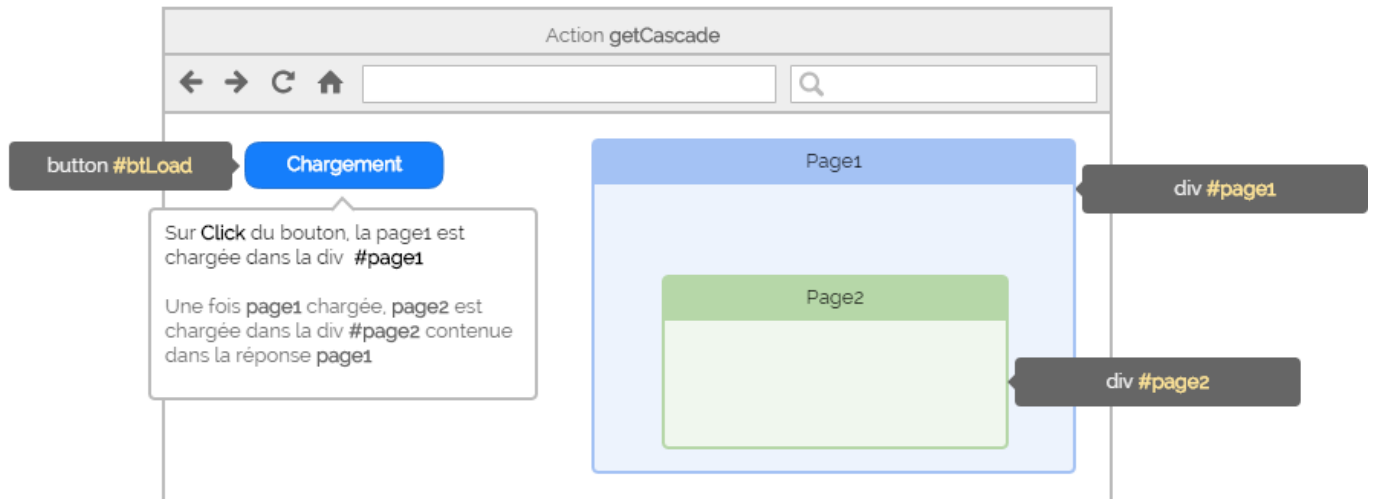 Action getCascade
button #btLoad
Chargement
Page1
div #page1
Sur Click du bouton, la page1 est
chargée dans la div #page1
Une fois page1 chargée, page2 est
chargée dans la div #page2 contenue
dans la réponse page1
Page2
div #page2